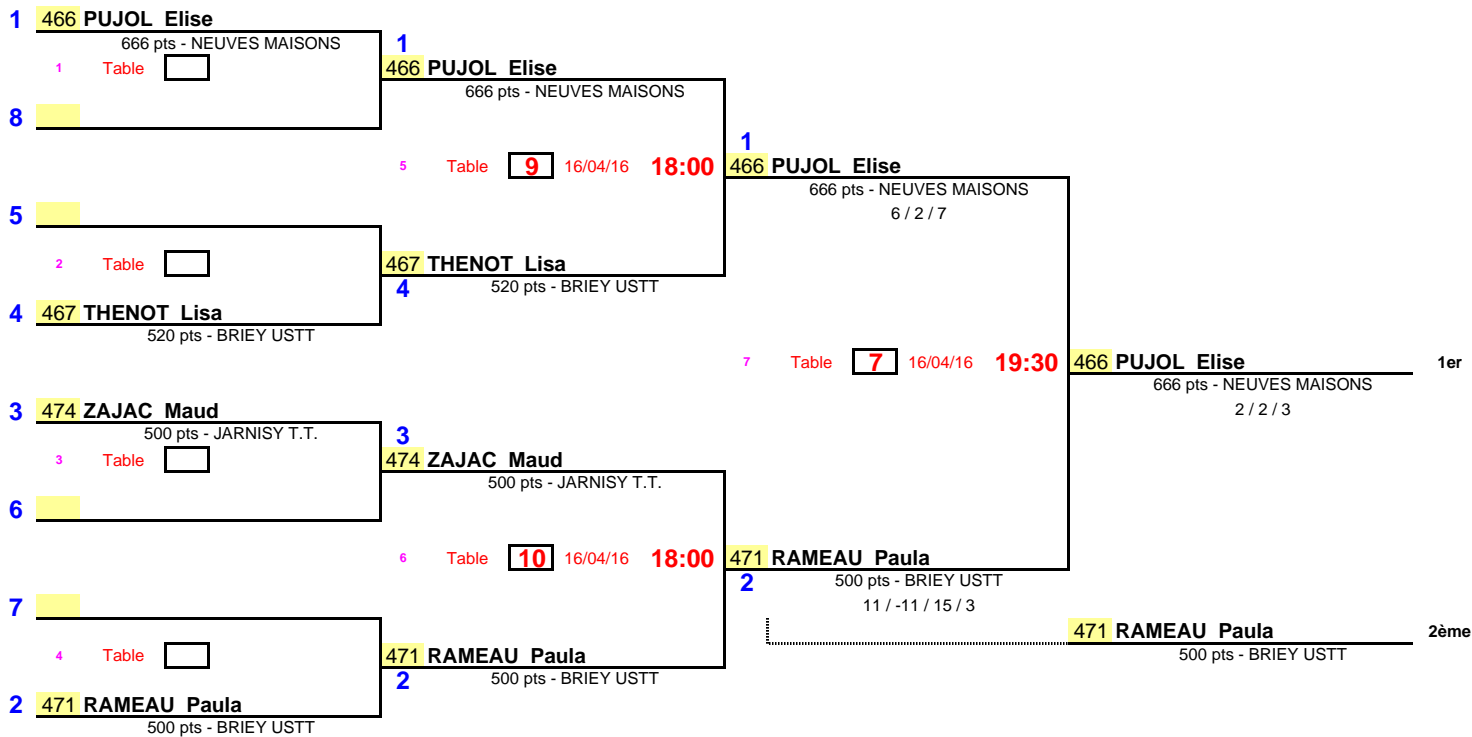 1 466 PUJOL Elise
666 pts - NEUVES MAISONS
1 Table
8
5
2 Table
4 467 THENOT Lisa
520 pts - BRIEY USTT
3 474 ZAJAC Maud
500 pts - JARNISY T.T.
3 Table
6
7
4 Table
2 471 RAMEAU Paula
500 pts - BRIEY USTT
1
466 PUJOL Elise
666 pts - NEUVES MAISONS
5 Table 9 16/04/16 18:00
467 THENOT Lisa
4 520 pts - BRIEY USTT
3
474 ZAJAC Maud
500 pts - JARNISY T.T.
6 Table 10 16/04/16 18:00
471 RAMEAU Paula
2 500 pts - BRIEY USTT
1
466 PUJOL Elise
666 pts - NEUVES MAISONS
6 / 2 / 7
7 Table 7 16/04/16 19:30
471 RAMEAU Paula
2 500 pts - BRIEY USTT
11 / -11 / 15 / 3
466 PUJOL Elise 1er
666 pts - NEUVES MAISONS
2 / 2 / 3
471 RAMEAU Paula 2ème
500 pts - BRIEY USTT